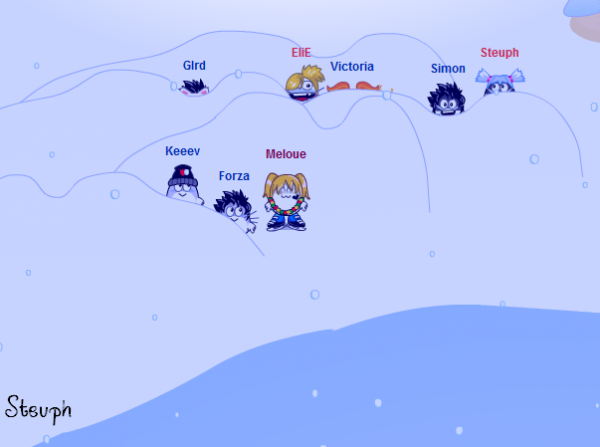 EliE
Steuph
Glrd
Victoria
Simon
Keeev
Forza
Meloue
Steuph